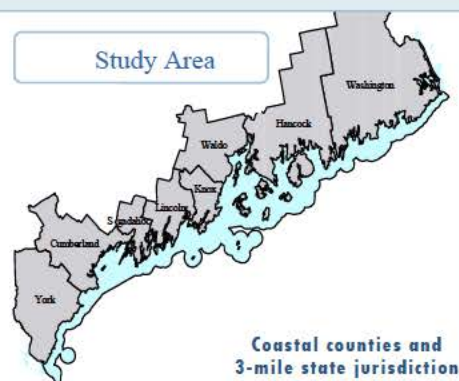 Study Area
Washington
Hancock
Waldo
Knox
Lincoln
Sagadahoc
Cumberland
York
Coastal counties and
3-mile state jurisdiction